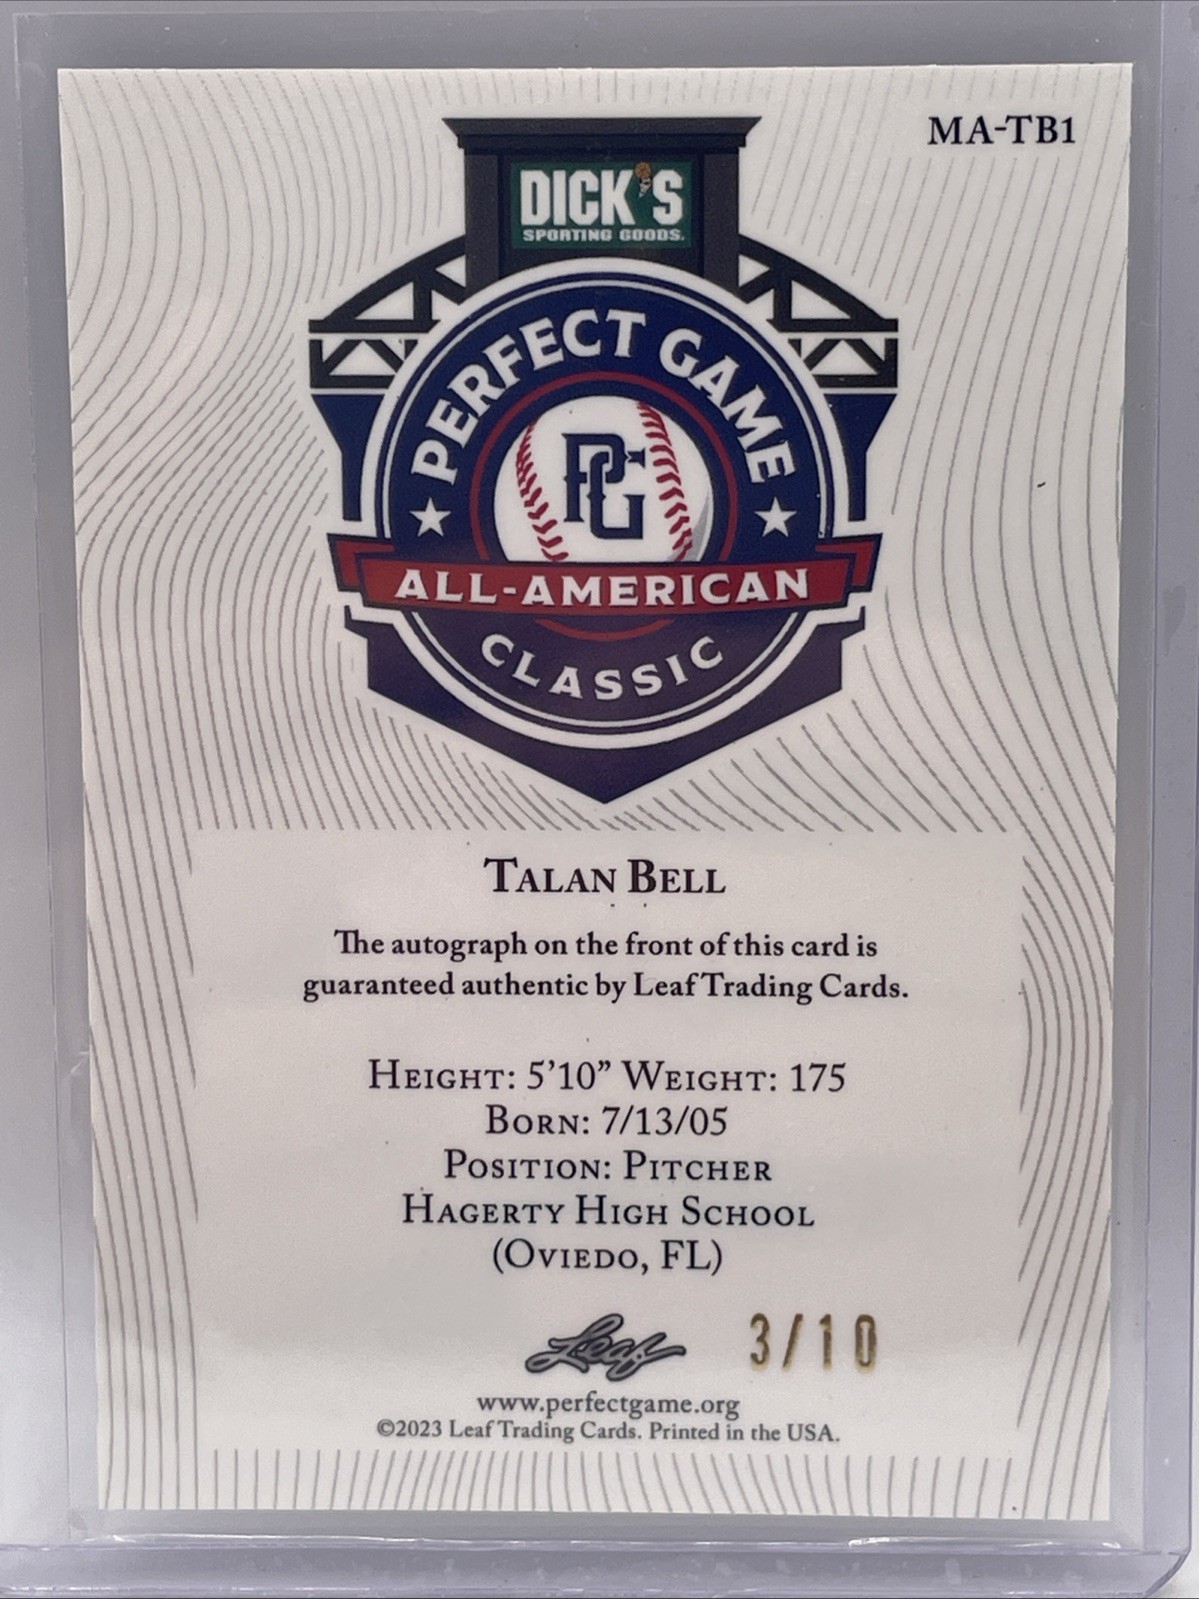 MA-TB1
DICK'S
SPORTING GOODS.
PERFECT GAME
PG
ALL-AMERICAN
CLASSIC
TALAN BELL
The autograph on the front of this card is
guaranteed authentic by Leaf Trading Cards.
HEIGHT: 5'10” WEIGHT: 175
BORN: 7/13/05
POSITION: PITCHER
HAGERTY HIGH SCHOOL
(OVIEDO, FL)
Leaf 3/10
www.perfectgame.org
©2023 Leaf Trading Cards. Printed in the USA.